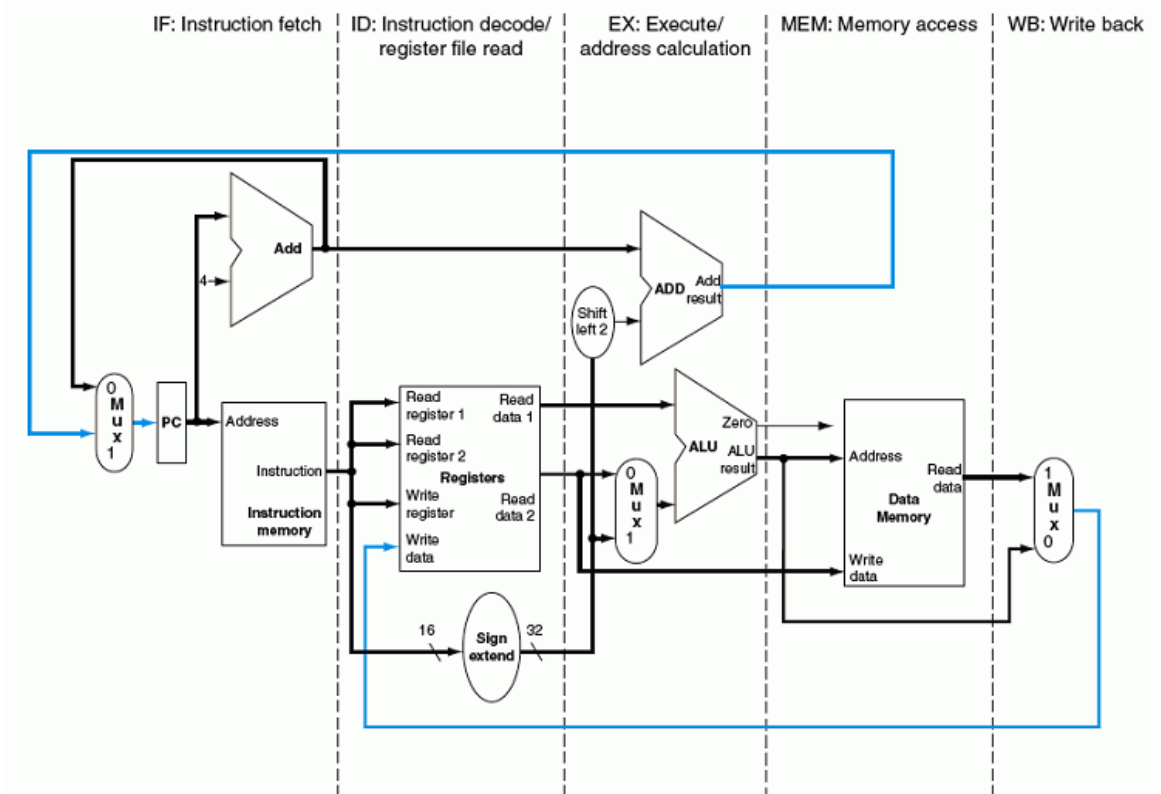 IF: Instruction fetch
ID: Instruction decode/
register file read
EX: Execute/
address calculation
MEM: Memory access
WB: Write back
Add
4
ADD
Add
result
Shift
left 2
0
M
u
x
1
PC
Address
Instruction
Instruction
memory
Read
register 1
Read
register 2
Write
register
Write
data
Registers
Read
data 1
Read
data 2
16
Sign
extend
32
0
M
u
x
1
Zero
ALU
ALU
result
Address
Read
data
Data
Memory
Write
data
1
M
u
x
0